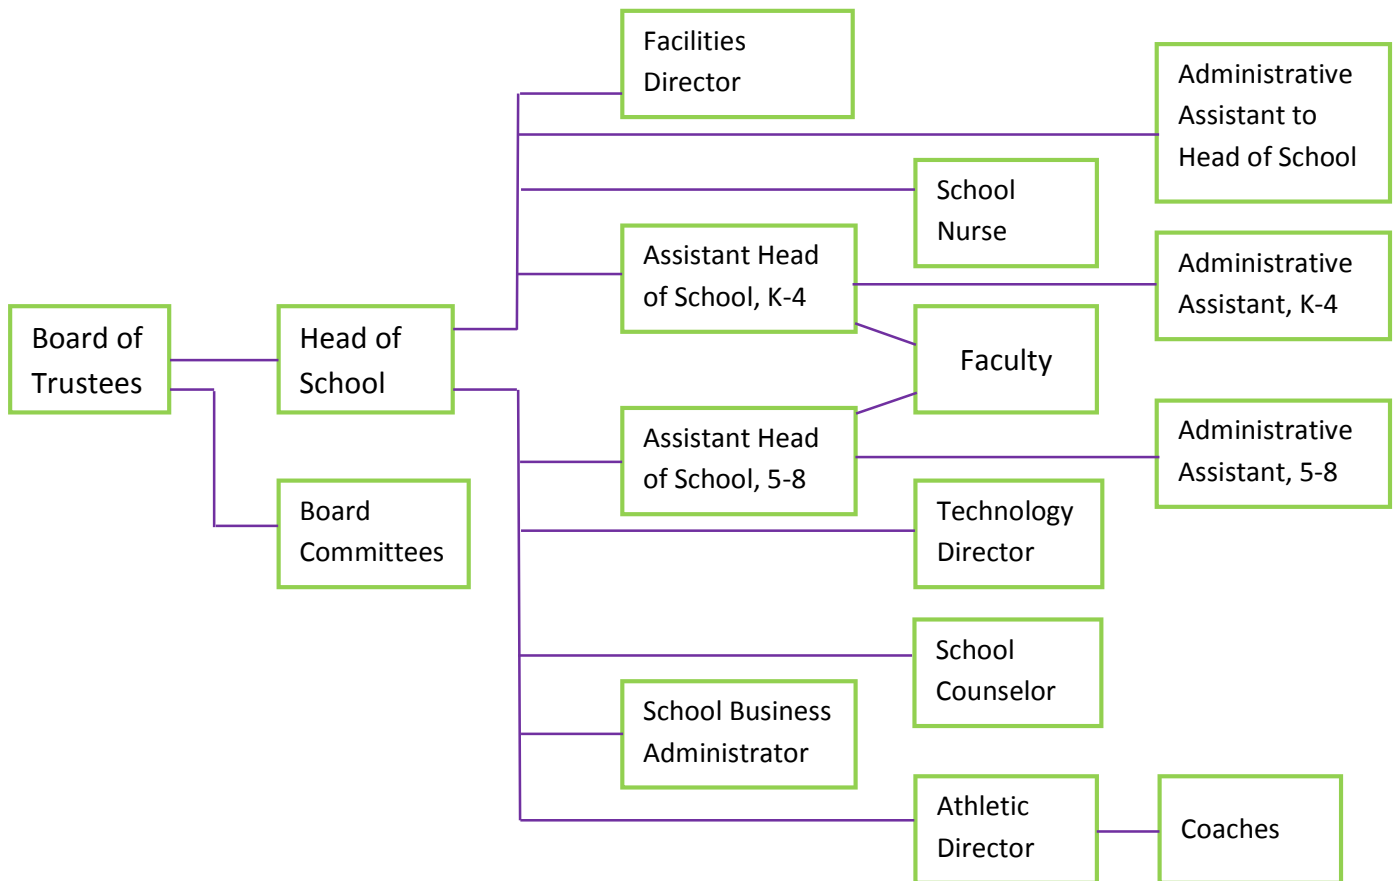 Facilities
Director
Administrative
Assistant to
Head of School
School
Nurse
Assistant Head
of School, K-4
Administrative
Assistant, K-4
Board of
Trustees
Head of
School
Faculty
Assistant Head
of School, 5-8
Administrative
Assistant, 5-8
Board
Committees
Technology
Director
School
Counselor
School Business
Administrator
Athletic
Director
Coaches